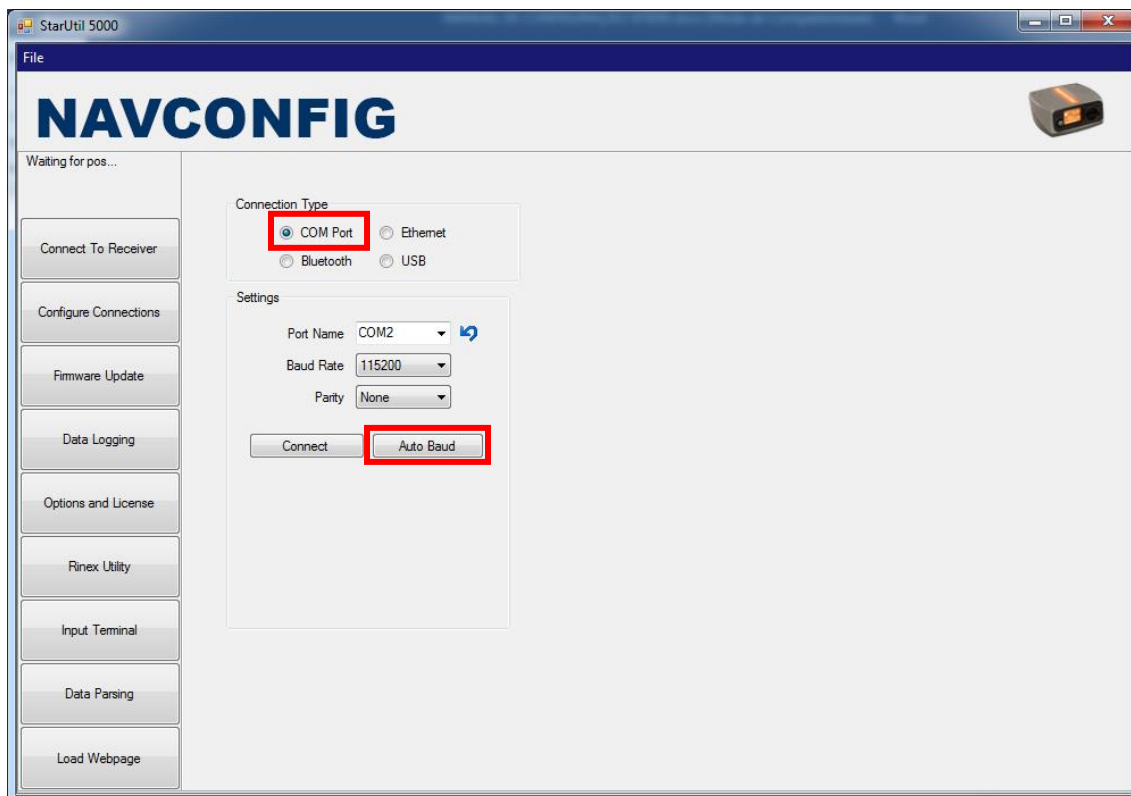 StarUtil 5000
File
NAVCONFIG
Waiting for pos...
Connect To Receiver
Configure Connections
Firmware Update
Data Logging
Options and License
Rinex Utility
Input Terminal
Data Parsing
Load Webpage
Connection Type
COM Port Ethernet
Bluetooth USB
Settings
Port Name COM2
Baud Rate 115200
Parity None
Connect Auto Baud